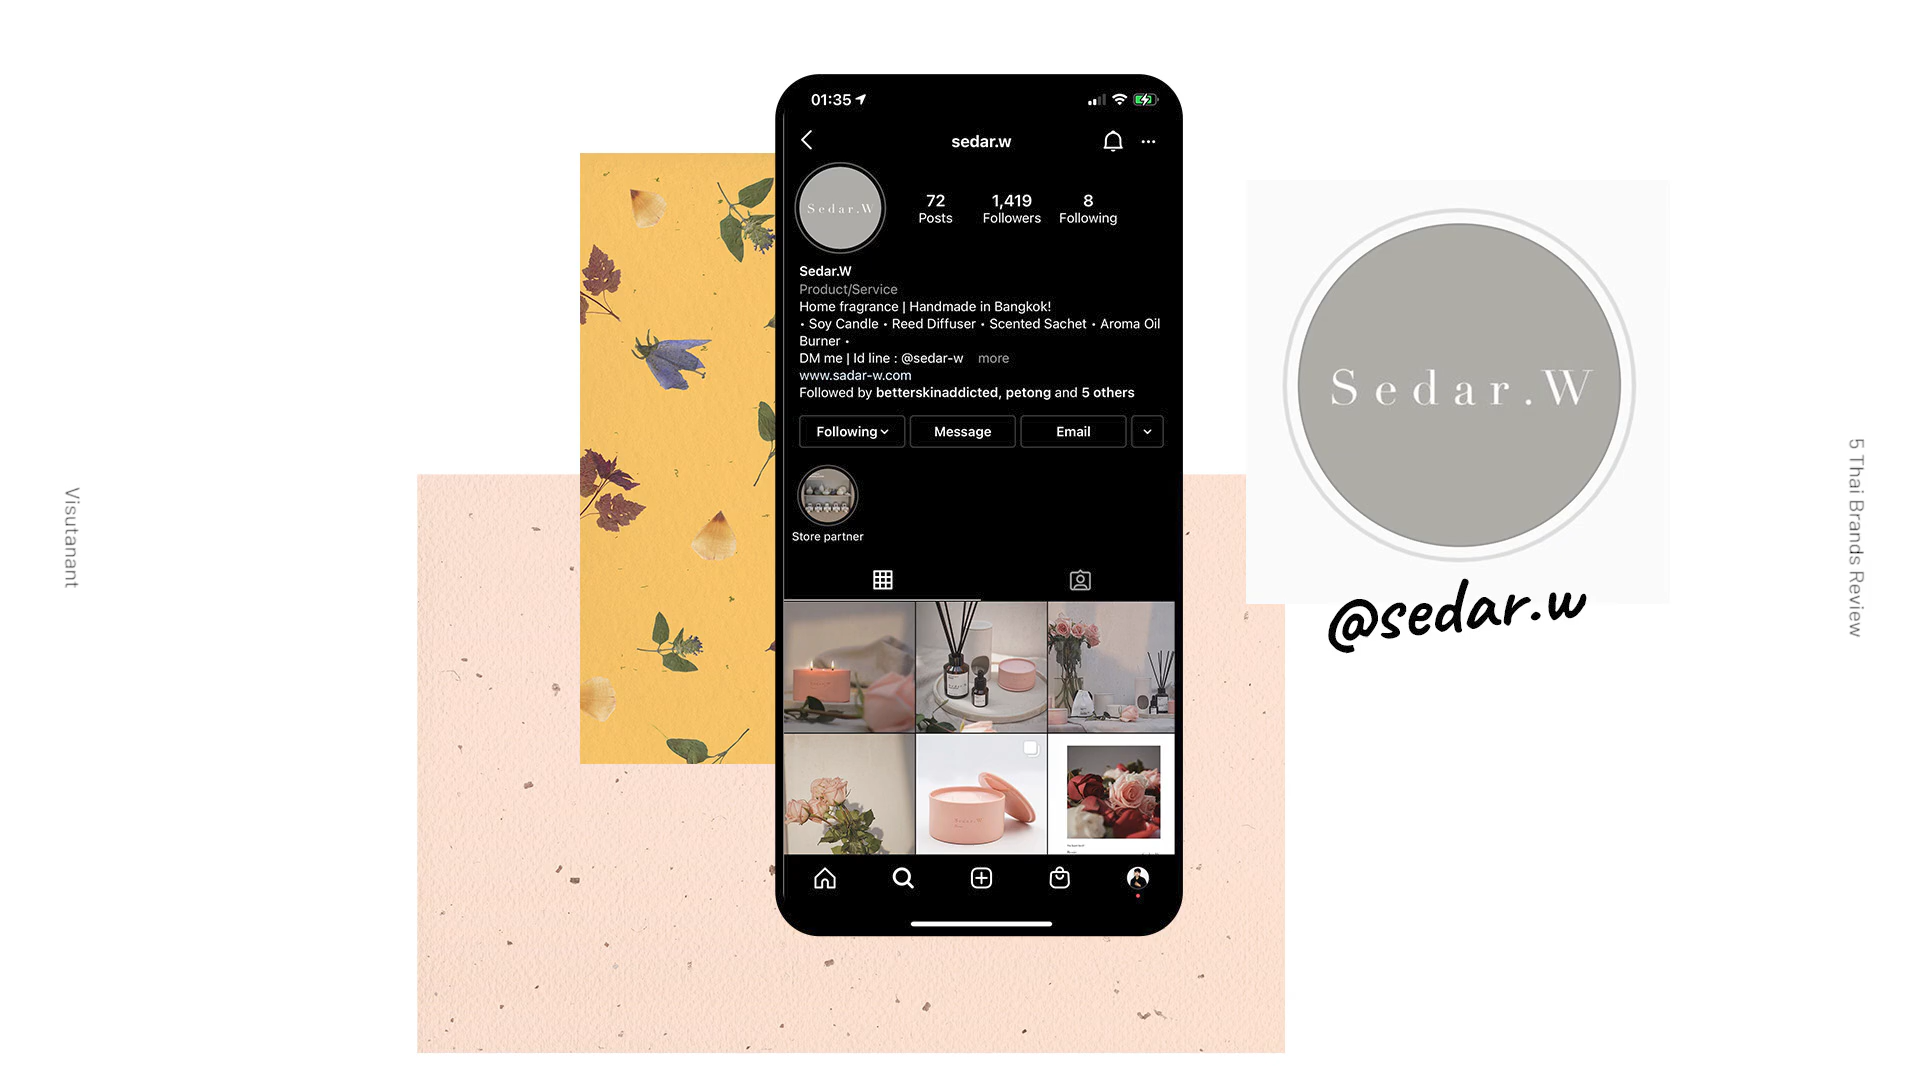 Visutanant
01:35
sedar.w
Sedar.W
72
Posts
1,419
Followers
8
Following
Sedar.W
Product/Service
Home fragrance | Handmade in Bangkok!
• Soy Candle • Reed Diffuser • Scented Sachet • Aroma Oil
Burner •
DM me | Id line : @sedar-w more
www.sadar-w.com
Followed by betterskinaddicted, petong and 5 others
Following
Message
Email
Store partner
Sedar.W
Sedar.W
@sedar.w
5 Thai Brands Review